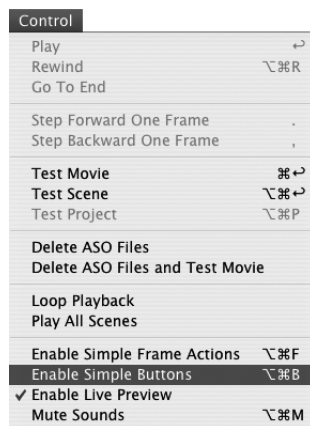 Control
Play ↩
Rewind ⌥⌘R
Go To End
Step Forward One Frame .
Step Backward One Frame ,
Test Movie ⌘↩
Test Scene ⌥⌘↩
Test Project ⌥⌘P
Delete ASO Files
Delete ASO Files and Test Movie
Loop Playback
Play All Scenes
Enable Simple Frame Actions ⌥⌘F
Enable Simple Buttons ⌥⌘B
✓ Enable Live Preview
Mute Sounds ⌥⌘M